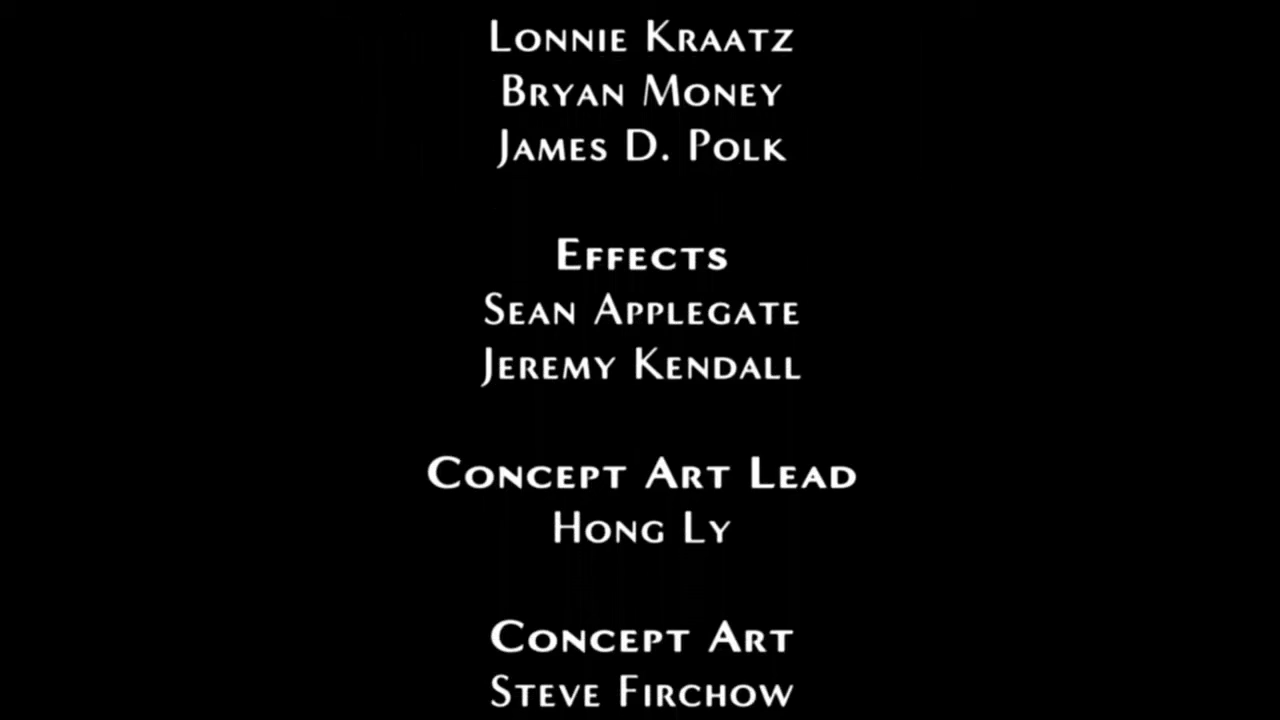 Lonnie Kraatz
Bryan Money
James D. Polk
Effects
Sean Applegate
Jeremy Kendall
Concept Art Lead
Hong Ly
Concept Art
Steve Firchow